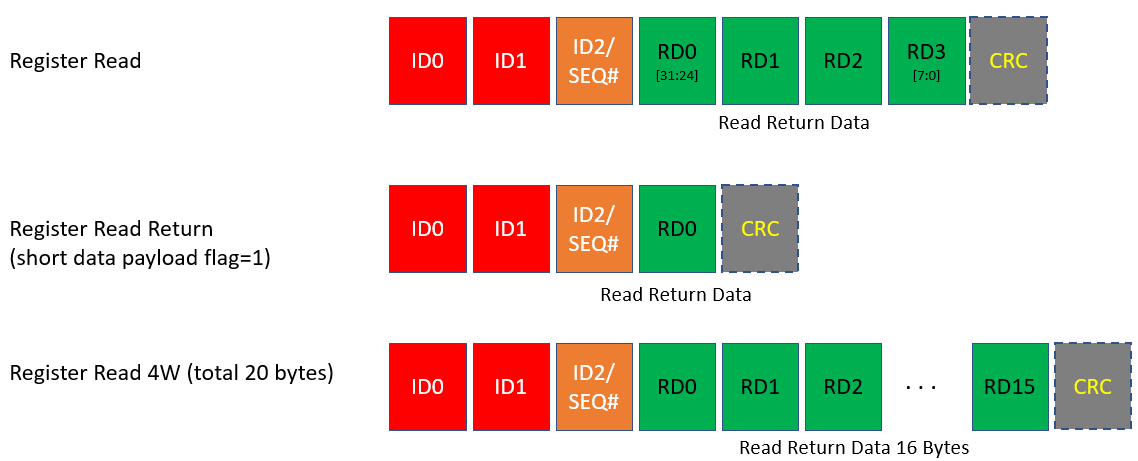 Register Read
ID0 ID1 ID2/ SEQ# RD0 [31:24] RD1 RD2 RD3 [7:0] CRC
Read Return Data
Register Read Return
(short data payload flag=1)
ID0 ID1 ID2/ SEQ# RD0 CRC
Read Return Data
Register Read 4W (total 20 bytes)
ID0 ID1 ID2/ SEQ# RD0 RD1 RD2 . . . RD15 CRC
Read Return Data 16 Bytes